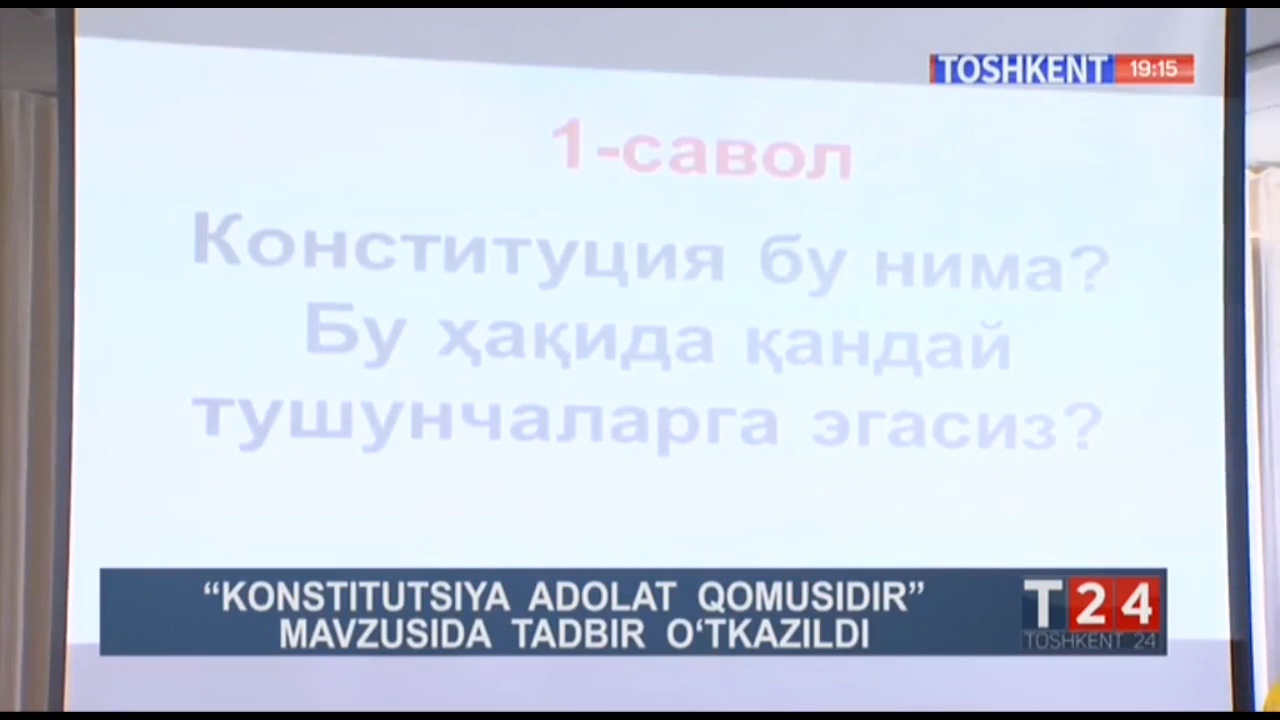 TOSHKENT 19:15
1-савол
Конституция бу нима?
Бу ҳақида қандай
тушунчаларга эгасиз?
“KONSTITUTSIYA ADOLAT QOMUSIDIR”
MAVZUSIDA TADBIR O‘TKAZILDI
T24
TOSHKENT 24